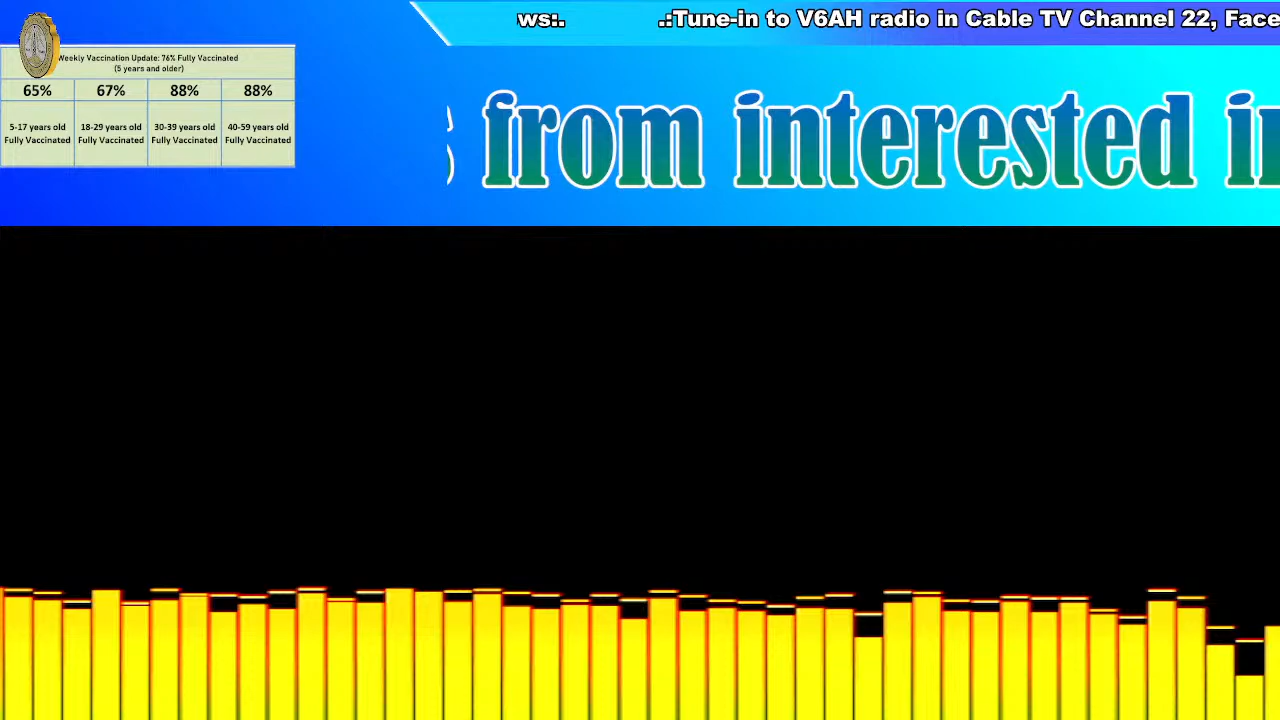 ws:. .:Tune-in to V6AH radio in Cable TV Channel 22, Face
Weekly Vaccination Update: 76% Fully Vaccinated
(5 years and older)
65% 67% 88% 88%
5-17 years old 18-29 years old 30-39 years old 40-59 years old
Fully Vaccinated Fully Vaccinated Fully Vaccinated Fully Vaccinated
from interested in